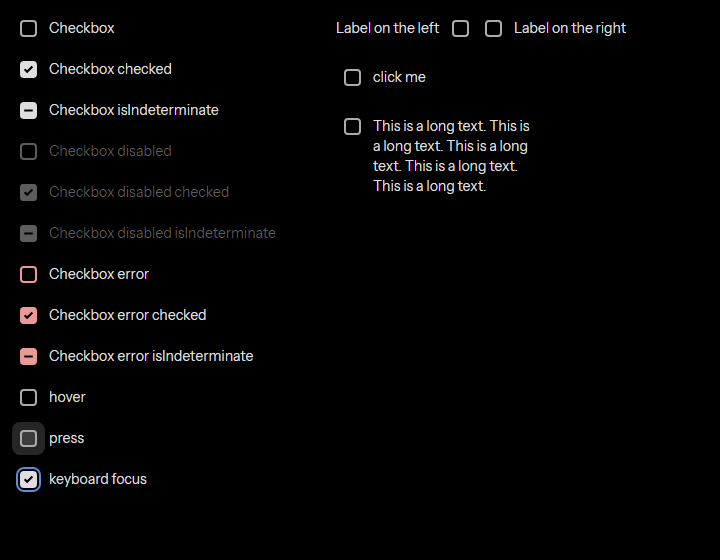 Checkbox
Checkbox checked
Checkbox isIndeterminate
Checkbox disabled
Checkbox disabled checked
Checkbox disabled isIndeterminate
Checkbox error
Checkbox error checked
Checkbox error isIndeterminate
hover
press
keyboard focus
Label on the left
Label on the right
click me
This is a long text. This is
a long text. This is a long
text. This is a long text.
This is a long text.